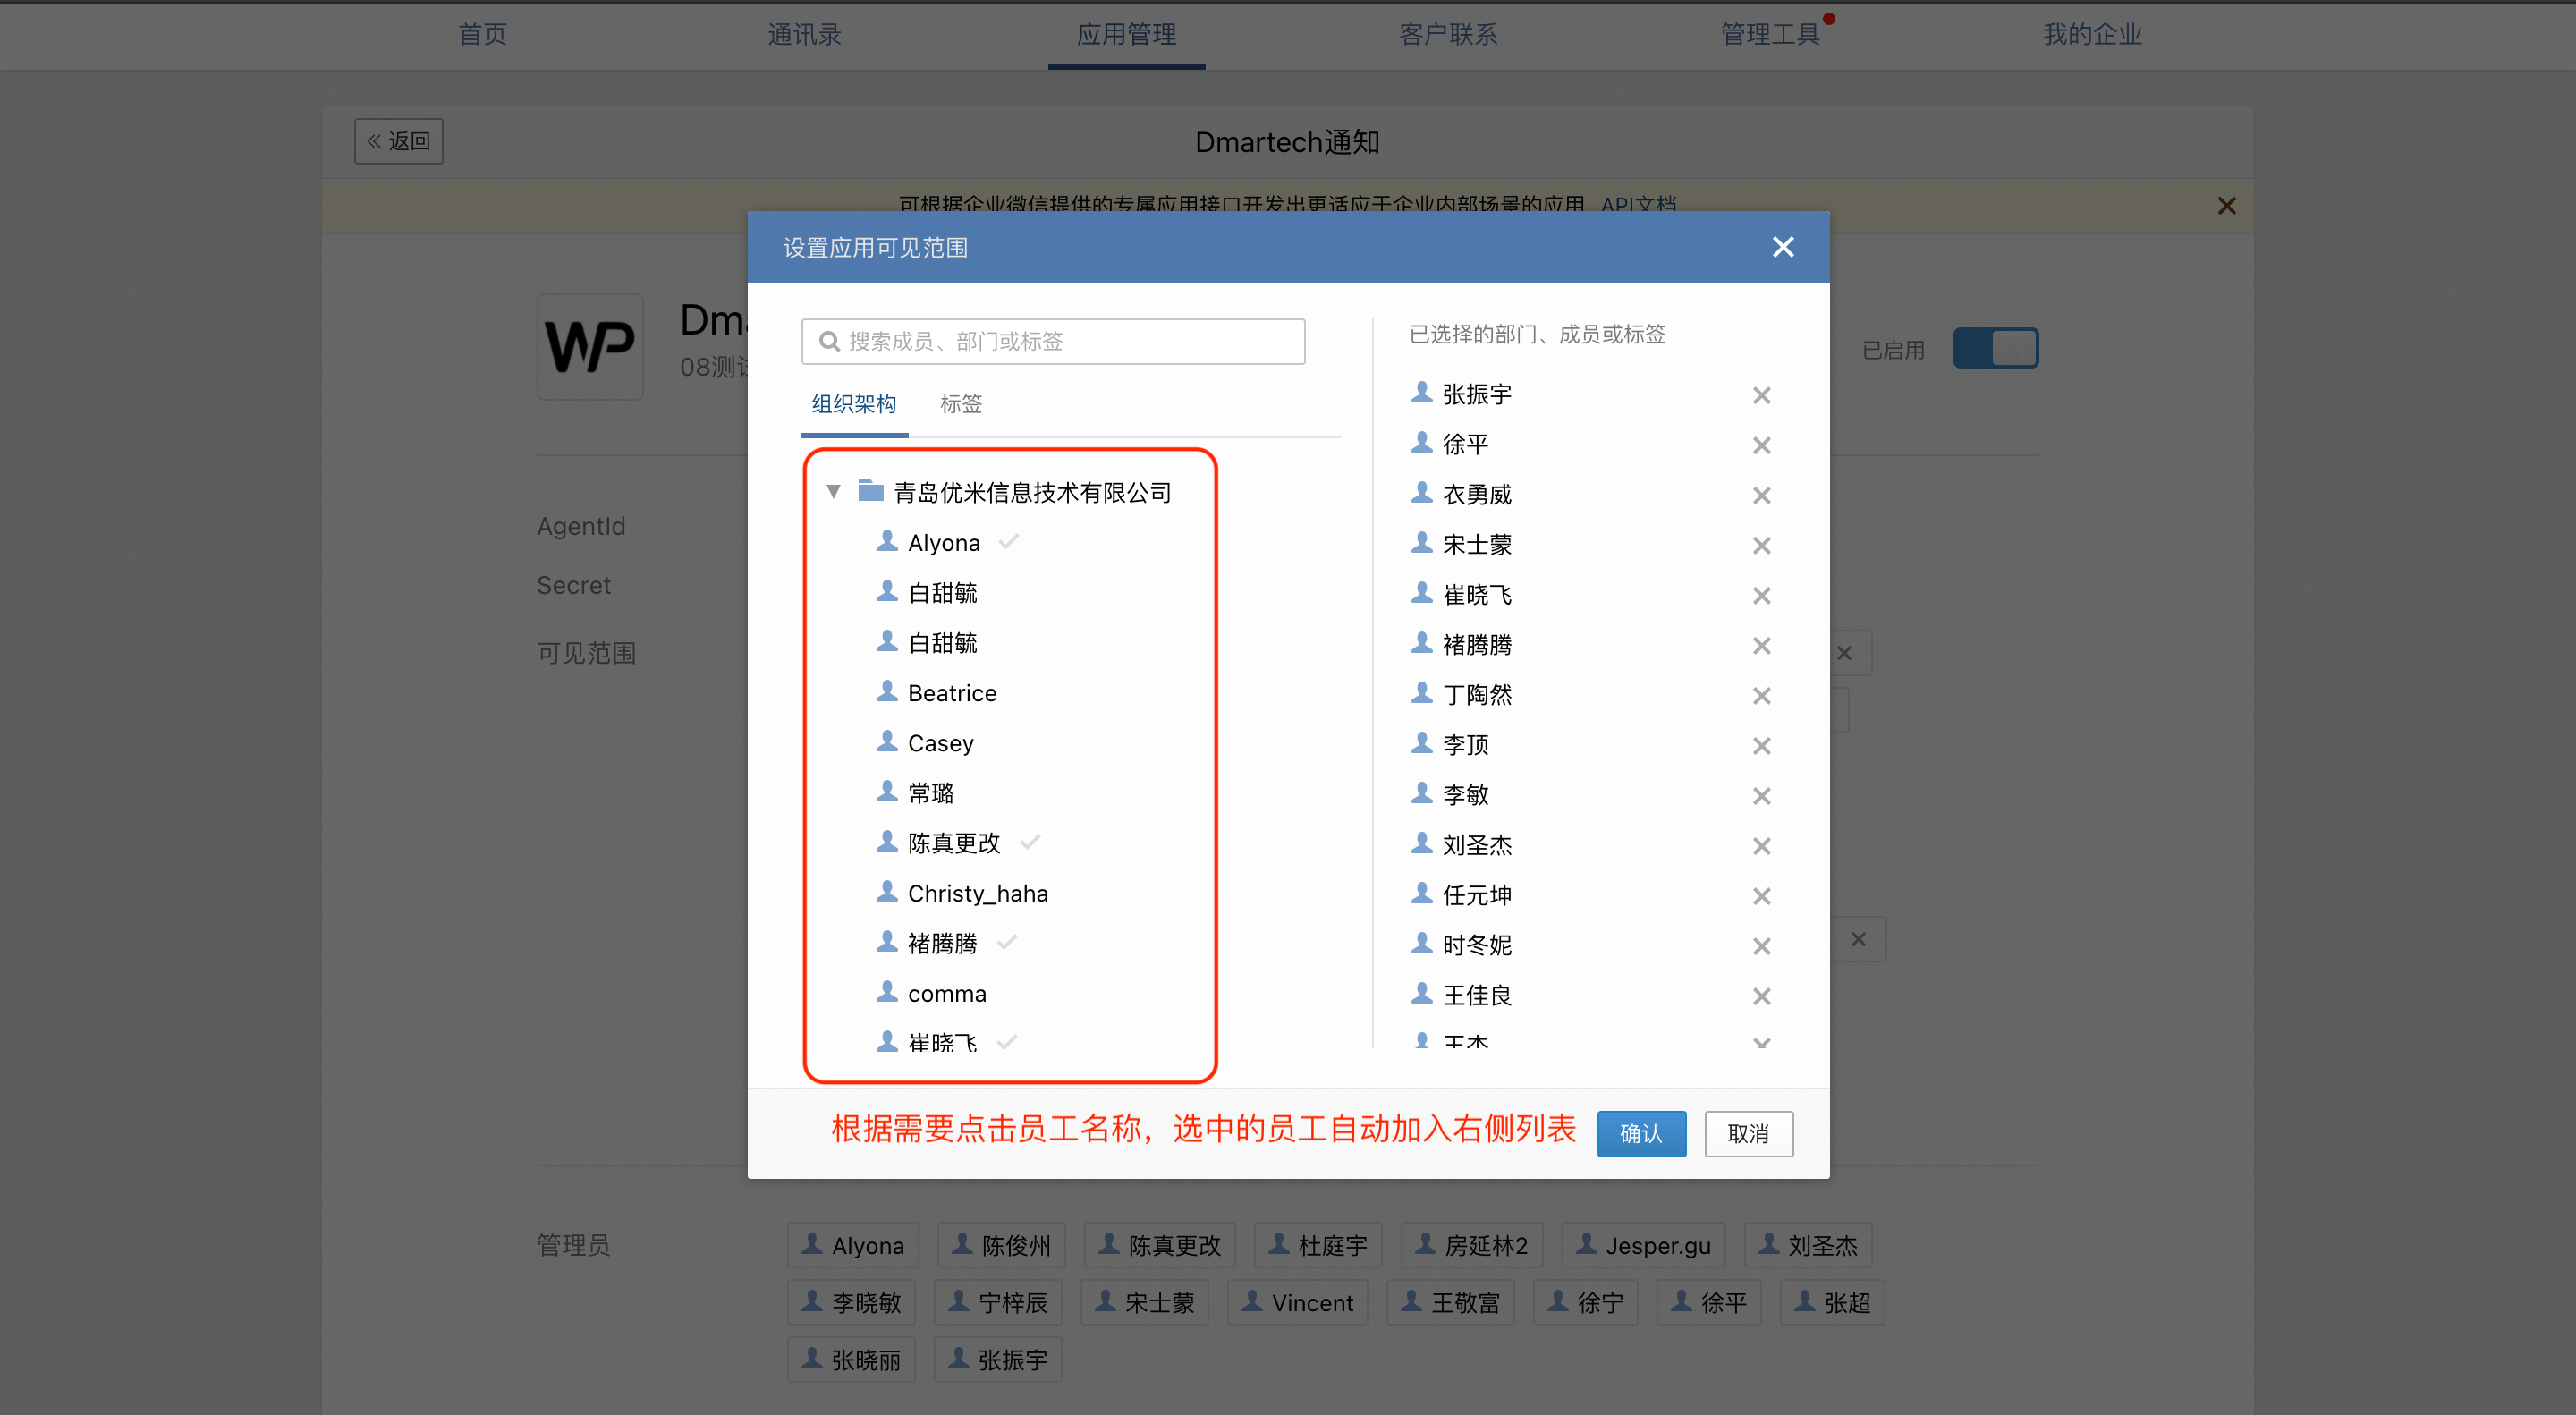 首页 通讯录 应用管理 客户联系 管理工具 我的企业
« 返回 Dmartech通知
可根据企业微信提供的专属应用接口开发出更适应于企业内部场景的应用 API文档
设置应用可见范围
WP
08测
已启用
搜索成员、部门或标签
已选择的部门、成员或标签
组织架构 标签
青岛优米信息技术有限公司
Alyona
白甜毓
白甜毓
Beatrice
Casey
常璐
陈真更改
Christy_haha
褚腾腾
comma
崔晓飞
张振宇
徐平
衣勇威
宋士蒙
崔晓飞
褚腾腾
丁陶然
李顶
李敏
刘圣杰
任元坤
时冬妮
王佳良
王杰
AgentId
Secret
可见范围
根据需要点击员工名称，选中的员工自动加入右侧列表
确认 取消
管理员 Alyona 陈俊州 陈真更改 杜庭宇 房延林2 Jesper.gu 刘圣杰
李晓敏 宁梓辰 宋士蒙 Vincent 王敬富 徐宁 徐平 张超
张晓丽 张振宇